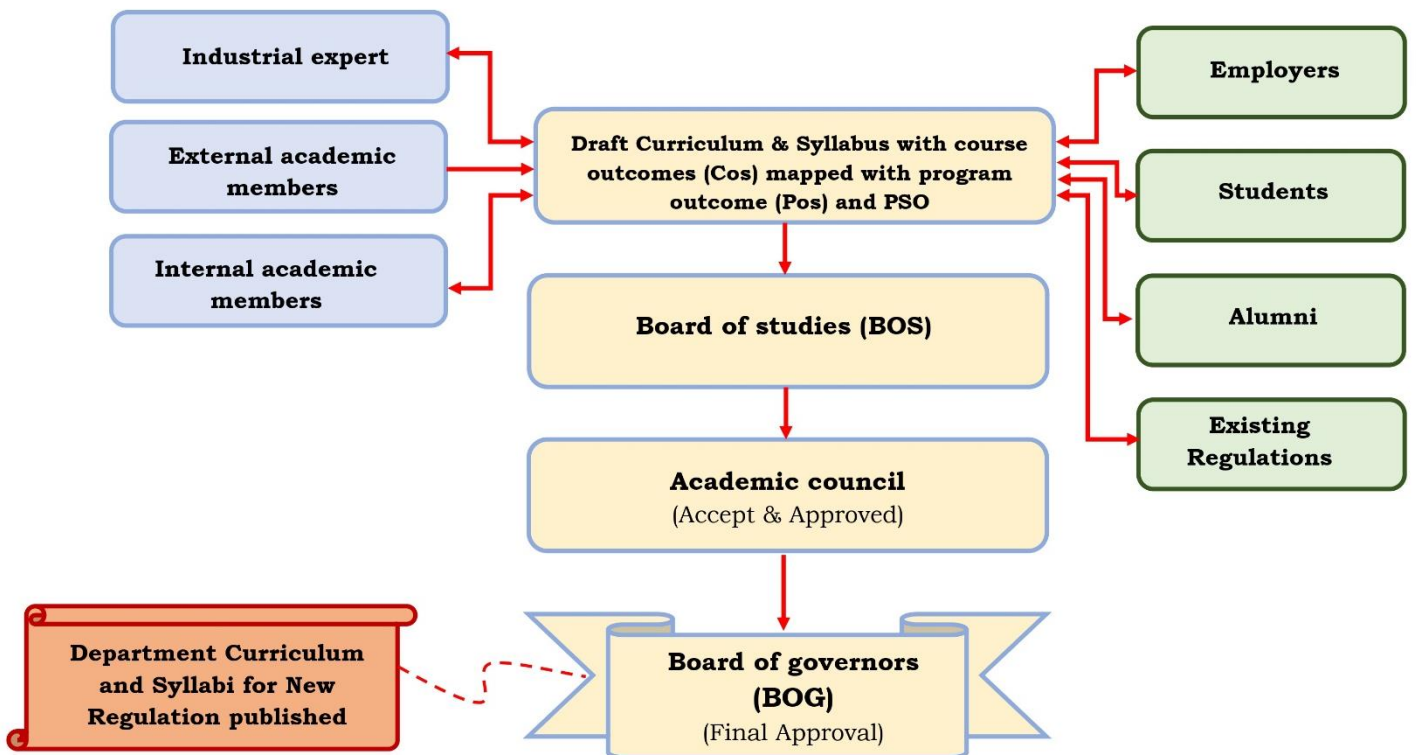 Industrial expert
External academic
members
Internal academic
members
Draft Curriculum & Syllabus with course
outcomes (Cos) mapped with program
outcome (Pos) and PSO
Board of studies (BOS)
Academic council
(Accept & Approved)
Board of governors
(BOG)
(Final Approval)
Department Curriculum
and Syllabi for New
Regulation published
Employers
Students
Alumni
Existing
Regulations